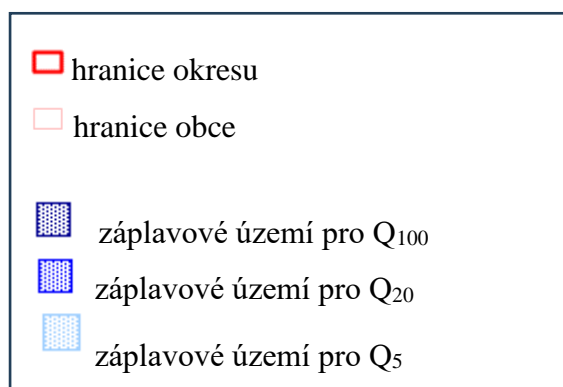 hranice okresu
hranice obce
záplavové území pro Q₁₀₀
záplavové území pro Q₂₀
záplavové území pro Q₅